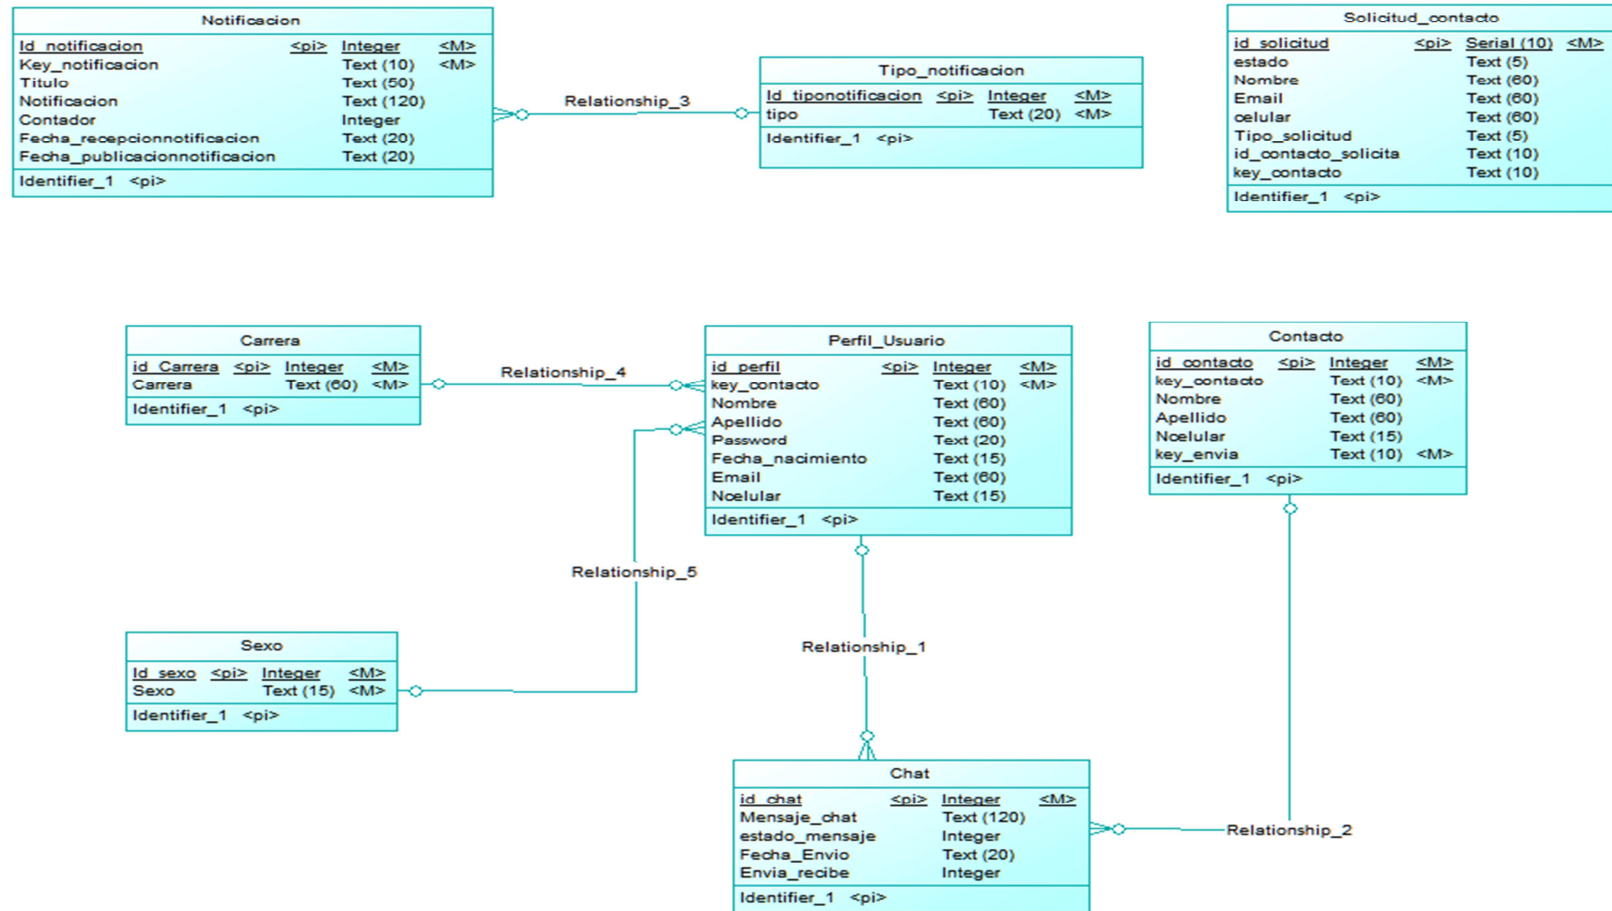 Notificacion
Id_notificacion <pi> Integer <M>
Key_notificacion Text (10) <M>
Titulo Text (50)
Notificacion Text (120)
Contador Integer
Fecha_recepcionnotificacion Text (20)
Fecha_publicacionnotificacion Text (20)
Identifier_1 <pi>
Relationship_3
Tipo_notificacion
Id_tiponotificacion <pi> Integer <M>
tipo Text (20) <M>
Identifier_1 <pi>
Solicitud_contacto
id_solicitud <pi> Serial (10) <M>
estado Text (5)
Nombre Text (60)
Email Text (60)
celular Text (60)
Tipo_solicitud Text (5)
id_contacto_solicita Text (10)
key_contacto Text (10)
Identifier_1 <pi>
Carrera
id_Carrera <pi> Integer <M>
Carrera Text (60) <M>
Identifier_1 <pi>
Relationship_4
Perfil_Usuario
id_perfil <pi> Integer <M>
key_contacto Text (10) <M>
Nombre Text (60)
Apellido Text (60)
Password Text (20)
Fecha_nacimiento Text (15)
Email Text (60)
Ncelular Text (15)
Identifier_1 <pi>
Contacto
id_contacto <pi> Integer <M>
key_contacto Text (10) <M>
Nombre Text (60)
Apellido Text (60)
Ncelular Text (15)
key_envia Text (10) <M>
Identifier_1 <pi>
Relationship_5
Sexo
Id_sexo <pi> Integer <M>
Sexo Text (15) <M>
Identifier_1 <pi>
Relationship_1
Chat
id_chat <pi> Integer <M>
Mensaje_chat Text (120)
estado_mensaje Integer
Fecha_Envio Text (20)
Envia_recibe Integer
Identifier_1 <pi>
Relationship_2